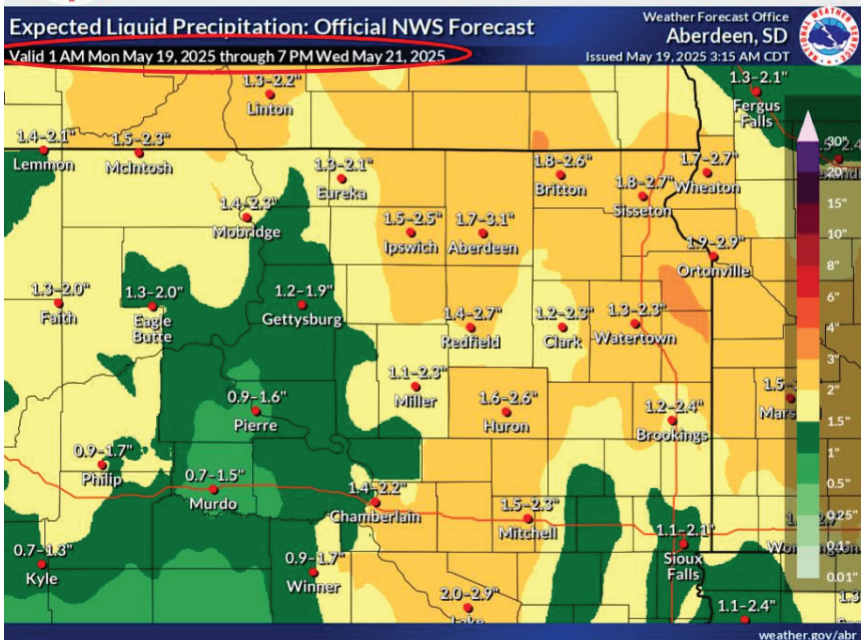 Expected Liquid Precipitation: Official NWS Forecast
Valid 1 AM Mon May 19, 2025 through 7 PM Wed May 21, 2025
Weather Forecast Office
Aberdeen, SD
Issued May 19, 2025 3:15 AM CDT
NATIONAL WEATHER SERVICE
1.3–2.2"
Linton
1.3–2.1"
Fergus
Falls
1.4–2.1"
Lemmon
1.5–2.3"
McIntosh
1.3–2.1"
Eureka
1.8–2.6"
Britton
1.8–2.7"
Sisseton
1.7–2.7"
Wheaton
1.4–2.3"
Mobridge
1.5–2.5"
Ipswich
1.7–3.1"
Aberdeen
1.9–2.9"
Ortonville
1.3–2.0"
Faith
1.3–2.0"
Eagle
Butte
1.2–1.9"
Gettysburg
1.4–2.7"
Redfield
1.2–2.3"
Clark
1.3–2.3"
Watertown
1.1–2.3"
Miller
0.9–1.6"
Pierre
1.6–2.6"
Huron
1.2–2.4"
Brookings
0.9–1.7"
Philip
0.7–1.5"
Murdo
1.4–2.2"
Chamberlain
1.5–2.3"
Mitchell
1.1–2.1"
Sioux
Falls
0.7–1.3"
Kyle
0.9–1.7"
Winner
2.0–2.9"
Lake
1.1–2.4"
30"
20"
15"
10"
8"
6"
4"
3"
2"
1.5"
1"
0.5"
0.25"
0.1"
0.01"
weather.gov/abr